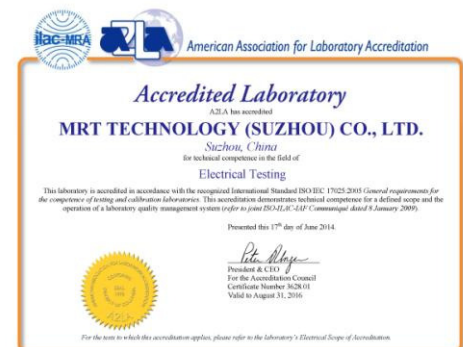 ilac-MRA
A2LA
American Association for Laboratory Accreditation
Accredited Laboratory
A2LA has accredited
MRT TECHNOLOGY (SUZHOU) CO., LTD.
Suzhou, China
for technical competence in the field of
Electrical Testing
This laboratory is accredited in accordance with the recognized International Standard ISO/IEC 17025:2005 General requirements for
the competence of testing and calibration laboratories. This accreditation demonstrates technical competence for a defined scope and the
operation of a laboratory quality management system (refer to joint ISO-ILAC-IAF Communiqué dated 8 January 2009).
Presented this 17th day of June 2014.
President & CEO
For the Accreditation Council
Certificate Number 3628.01
Valid to August 31, 2016
A2LA
For the tests to which this accreditation applies, please refer to the laboratory's Electrical Scope of Accreditation.